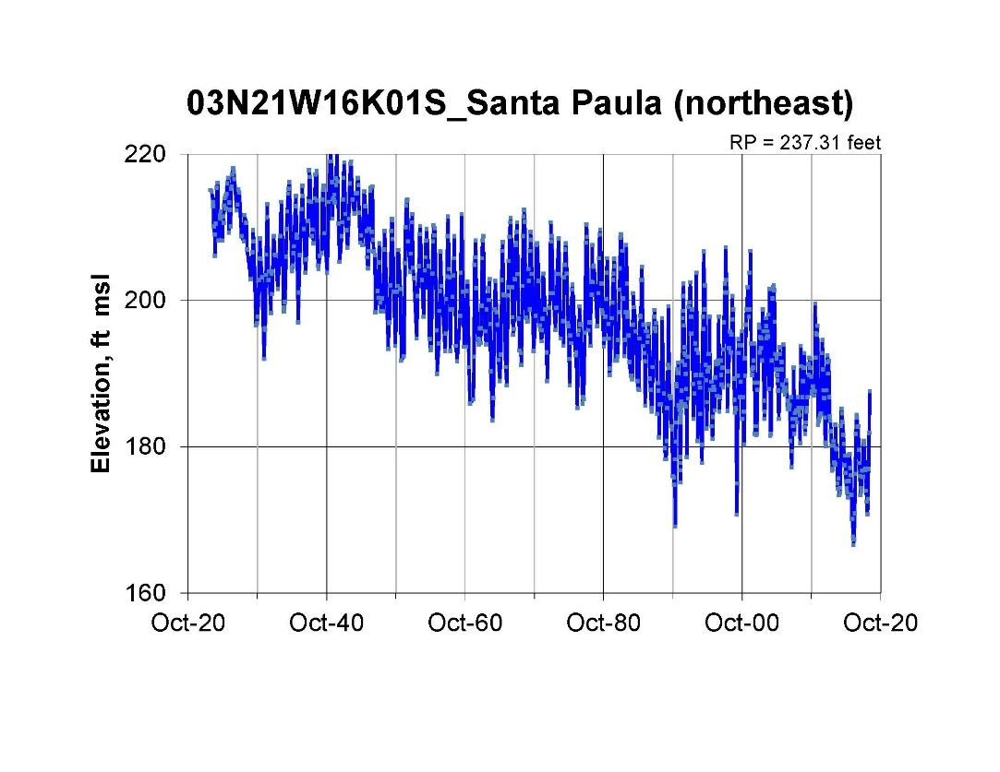 03N21W16K01S_Santa Paula (northeast)
RP = 237.31 feet
220
200
180
160
Elevation, ft msl
Oct-20 Oct-40 Oct-60 Oct-80 Oct-00 Oct-20